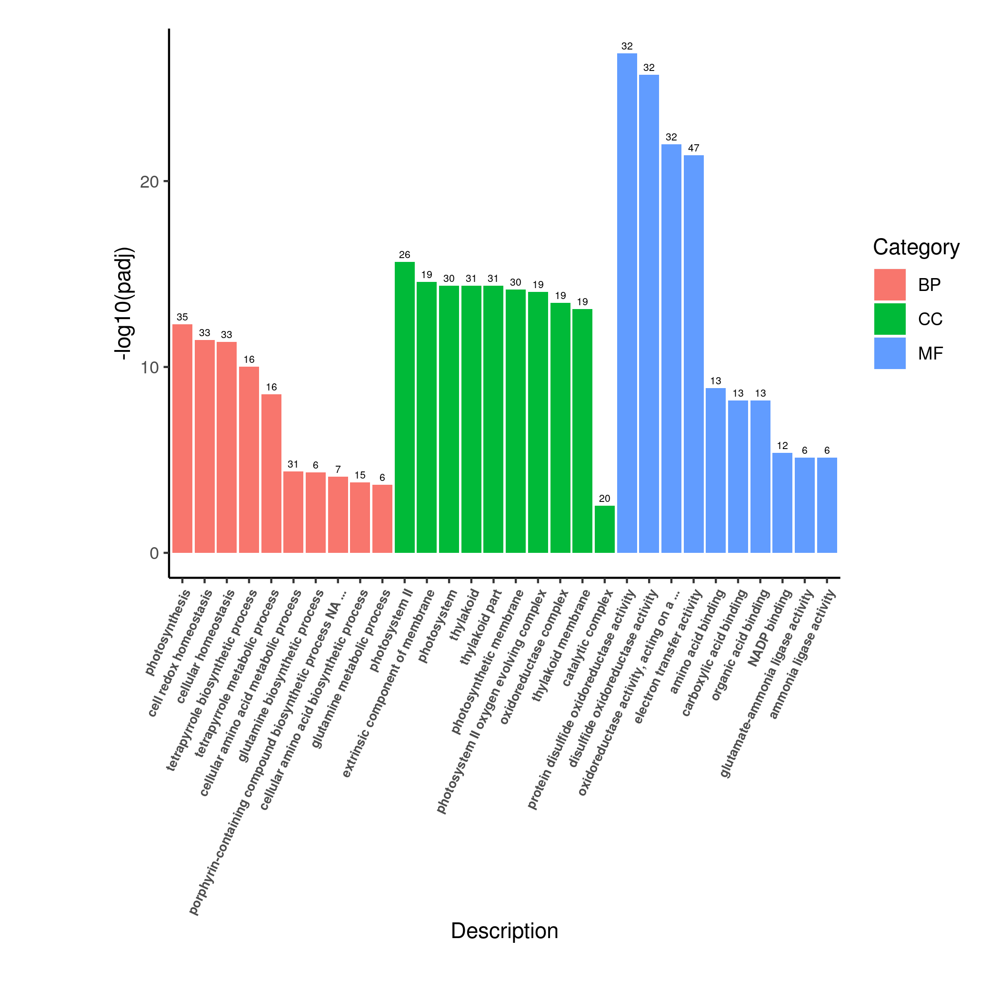 -log10(padj)
20
10
0
35
33
33
16
16
31
6
7
15
6
26
19
30
31
31
30
19
19
19
20
32
32
32
47
13
13
13
12
6
6
photosynthesis
cell redox homeostasis
cellular homeostasis
tetrapyrrole biosynthetic process
tetrapyrrole metabolic process
cellular amino acid metabolic process
glutamine biosynthetic process
porphyrin-containing compound biosynthetic process NA ...
cellular amino acid biosynthetic process
glutamine metabolic process
photosystem II
extrinsic component of membrane
photosystem
thylakoid
thylakoid part
photosynthetic membrane
photosystem II oxygen evolving complex
oxidoreductase complex
thylakoid membrane
catalytic complex
protein disulfide oxidoreductase activity
disulfide oxidoreductase activity
oxidoreductase activity, acting on a ...
electron transfer activity
amino acid binding
carboxylic acid binding
organic acid binding
NADP binding
glutamate-ammonia ligase activity
ammonia ligase activity
Description
Category
BP
CC
MF